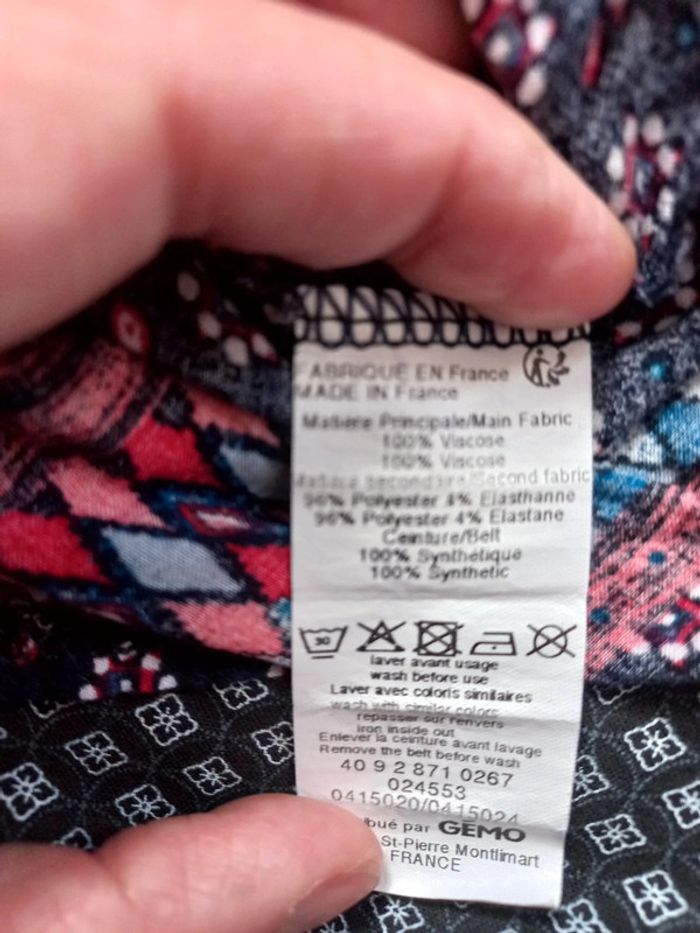 FABRIQUE EN France
MADE IN France
Matière Principale/Main Fabric
100% Viscose
100% Viscose
Matière secondaire/Second fabric
96% Polyester 4% Elasthanne
96% Polyester 4% Elastane
Ceinture/Belt
100% Synthétique
100% Synthetic
30
laver avant usage
wash before use
Laver avec coloris similaires
wash with similar colors
repasser sur l'envers
iron inside out
Enlever la ceinture avant lavage
Remove the belt before wash
40 9 2 871 0267
024553
0415020/0415024
bué par GEMO
St-Pierre Montlimart
FRANCE